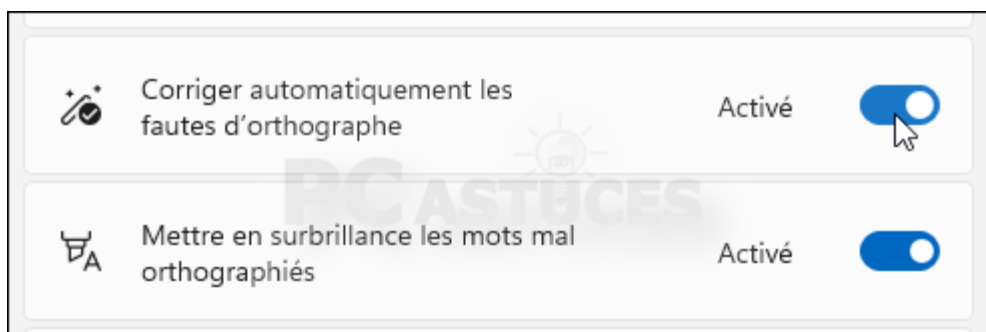 Corriger automatiquement les
fautes d’orthographe
Activé
PC ASTUCES
Mettre en surbrillance les mots mal
orthographiés
Activé